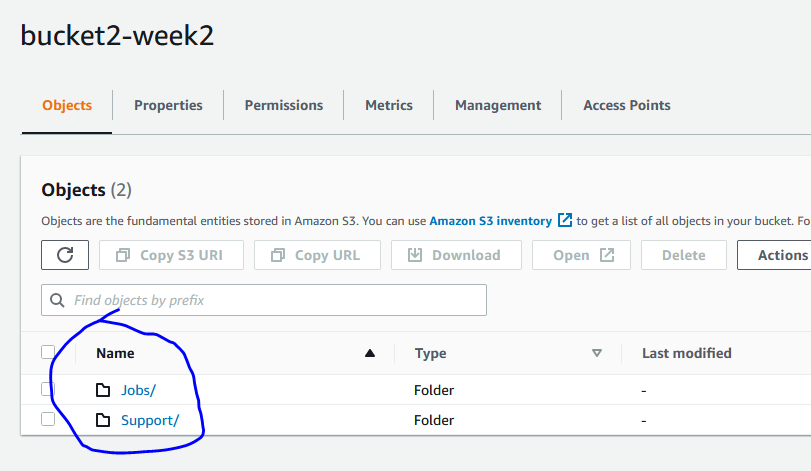 bucket2-week2
Objects Properties Permissions Metrics Management Access Points
Objects (2)
Objects are the fundamental entities stored in Amazon S3. You can use Amazon S3 inventory to get a list of all objects in your bucket. Fo
Copy S3 URI Copy URL Download Open Delete Actions
Find objects by prefix
Name Type Last modified
Jobs/ Folder -
Support/ Folder -